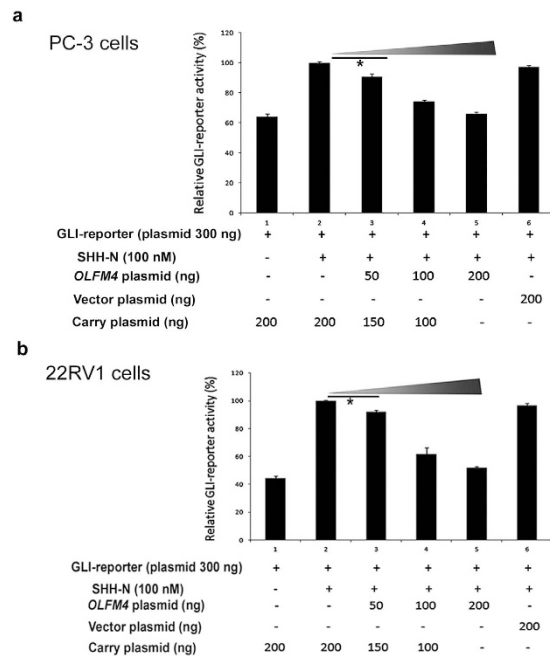 a
PC-3 cells
Relative GLI-reporter activity (%)
120
100
80
60
40
20
0
*
1 2 3 4 5 6
GLI-reporter (plasmid 300 ng) + + + + + +
SHH-N (100 nM) - + + + + +
OLFM4 plasmid (ng) - - 50 100 200 -
Vector plasmid (ng) - - - - - 200
Carry plasmid (ng) 200 200 150 100 - -
b
22RV1 cells
Relative GLI-reporter activity (%)
120
100
80
60
40
20
0
*
1 2 3 4 5 6
GLI-reporter (plasmid 300 ng) + + + + + +
SHH-N (100 nM) - + + + + +
OLFM4 plasmid (ng) - - 50 100 200 -
Vector plasmid (ng) - - - - - 200
Carry plasmid (ng) 200 200 150 100 - -